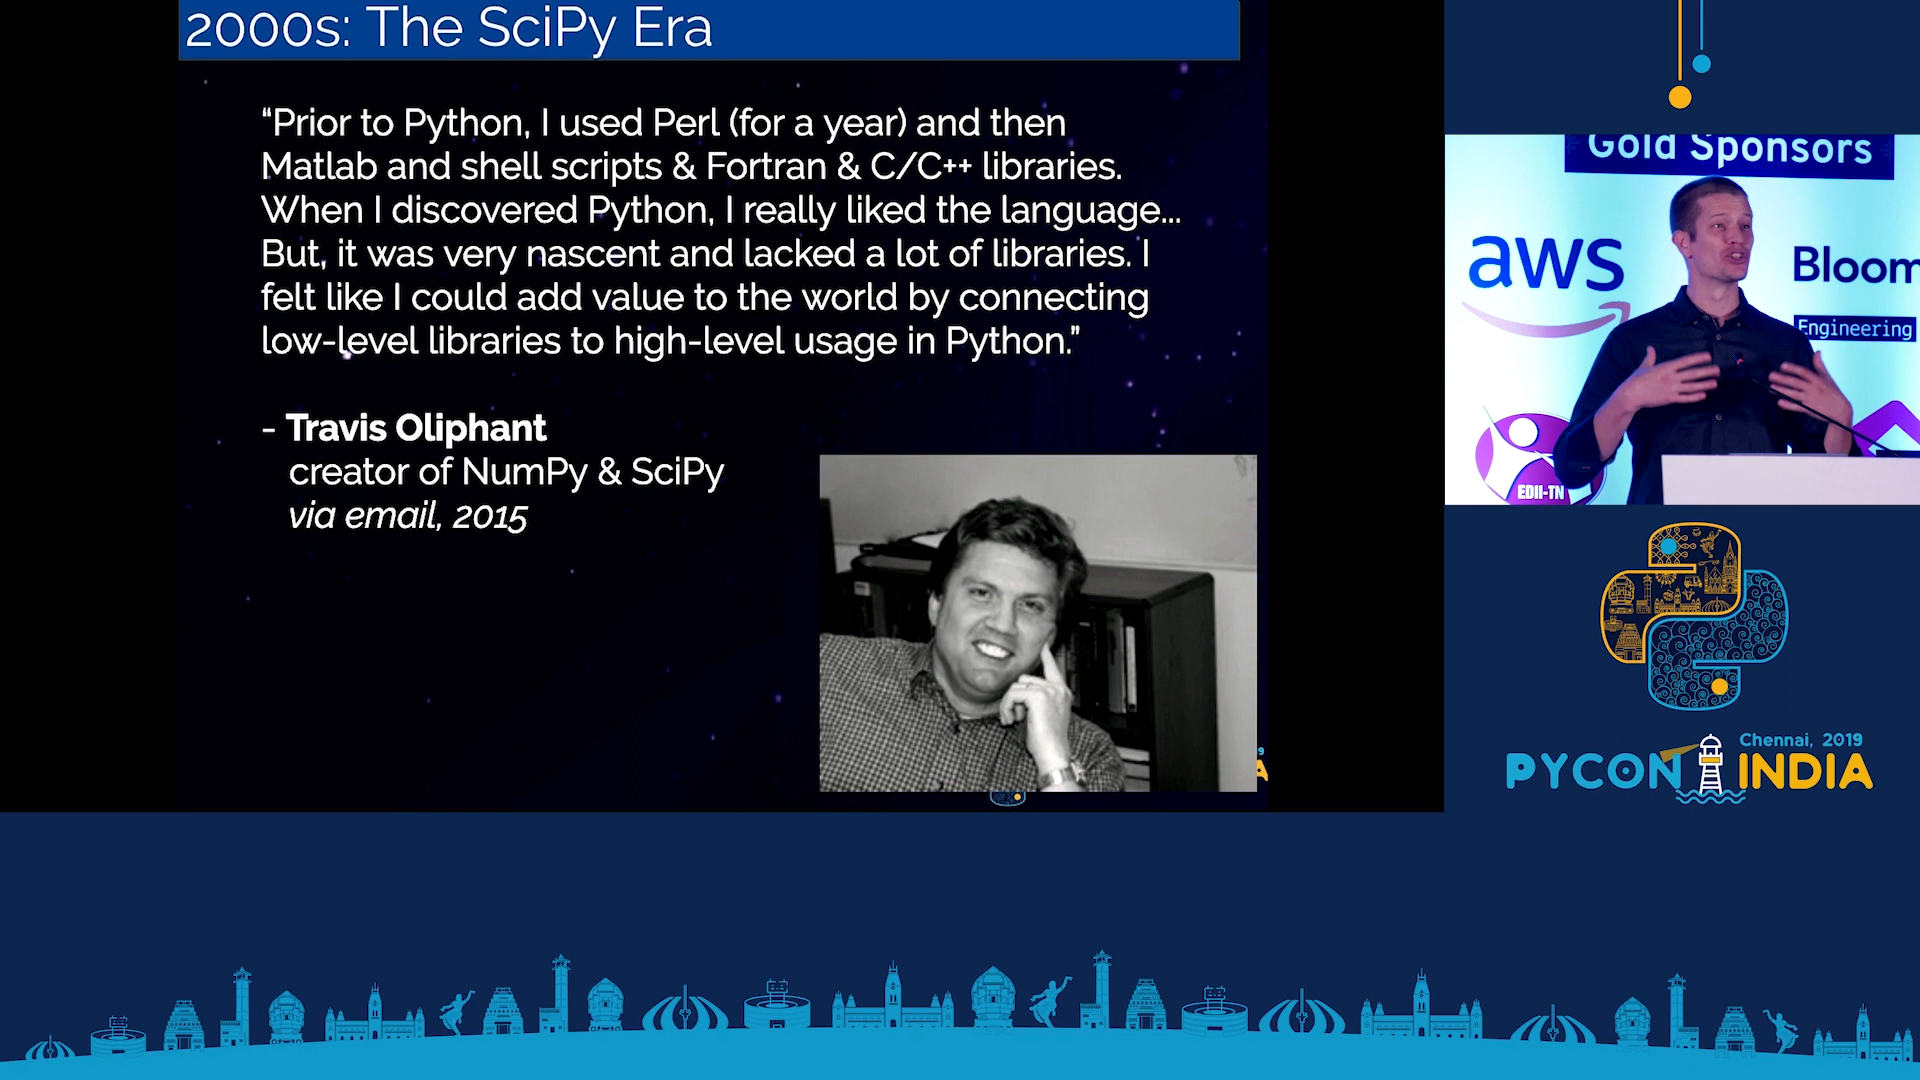 2000s: The SciPy Era
“Prior to Python, I used Perl (for a year) and then
Matlab and shell scripts & Fortran & C/C++ libraries.
When I discovered Python, I really liked the language...
But, it was very nascent and lacked a lot of libraries. I
felt like I could add value to the world by connecting
low-level libraries to high-level usage in Python.”
- Travis Oliphant
creator of NumPy & SciPy
via email, 2015
Gold Sponsors
aws
Bloom
Engineering
EDII-TN
Chennai, 2019
PYCON INDIA